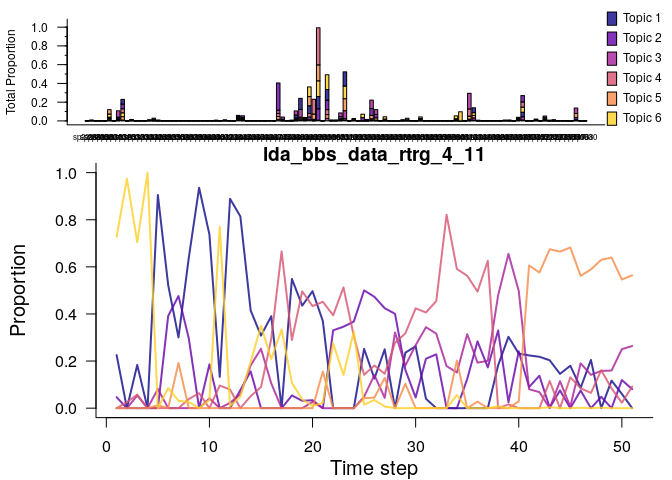 Total Proportion
1.0
0.8
0.6
0.4
0.2
0.0
Topic 1
Topic 2
Topic 3
Topic 4
Topic 5
Topic 6
lda_bbs_data_rtrg_4_11
Proportion
1.0
0.8
0.6
0.4
0.2
0.0
0
10
20
30
40
50
Time step